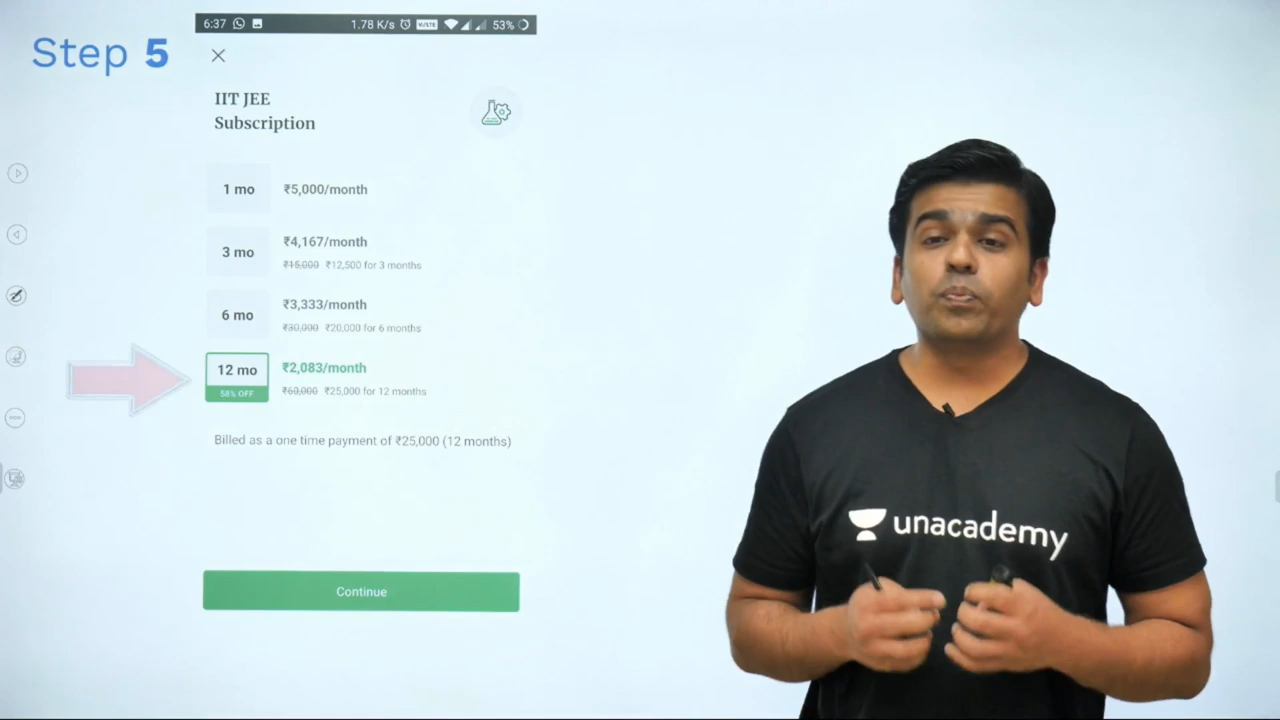 Step 5
6:37 1.78 K/s VoLTE 53%
IIT JEE
Subscription
1 mo ₹5,000/month
3 mo ₹4,167/month
₹15,000 ₹12,500 for 3 months
6 mo ₹3,333/month
₹30,000 ₹20,000 for 6 months
12 mo ₹2,083/month
58% OFF ₹60,000 ₹25,000 for 12 months
Billed as a one time payment of ₹25,000 (12 months)
Continue
unacademy